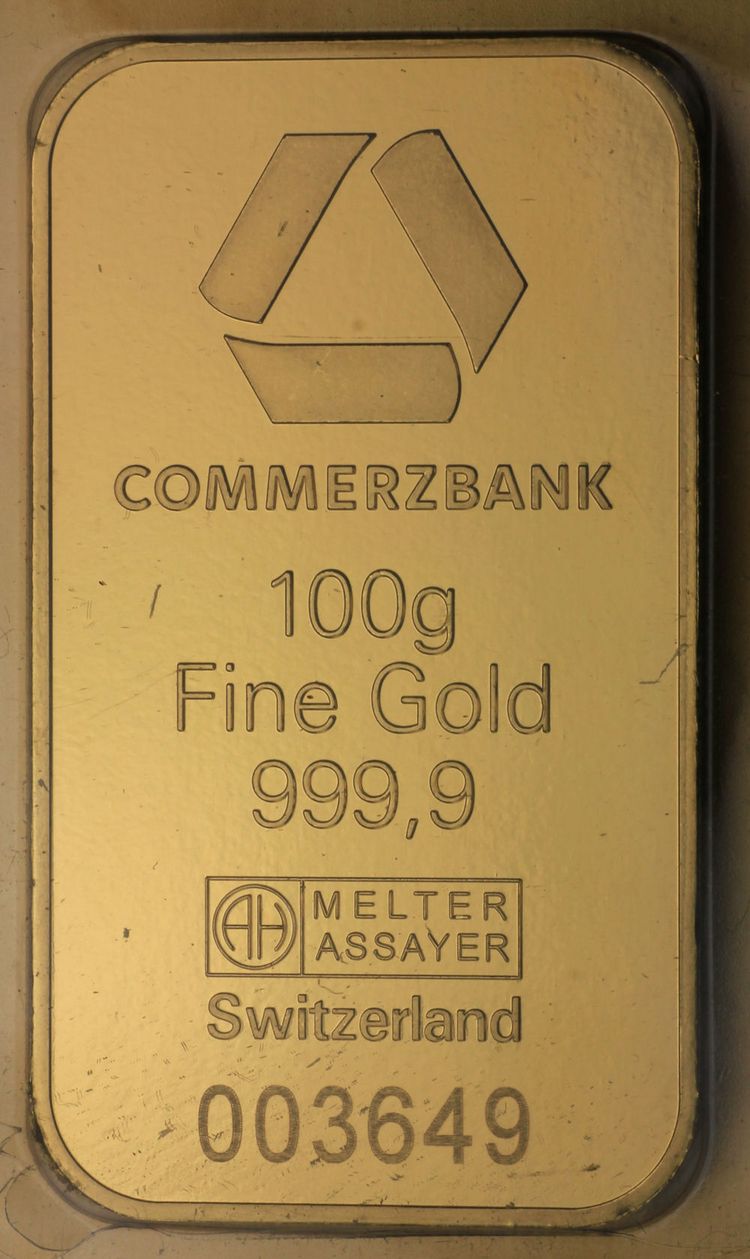 COMMERZBANK
100g
Fine Gold
999,9
AH MELTER
ASSAYER
Switzerland
003649